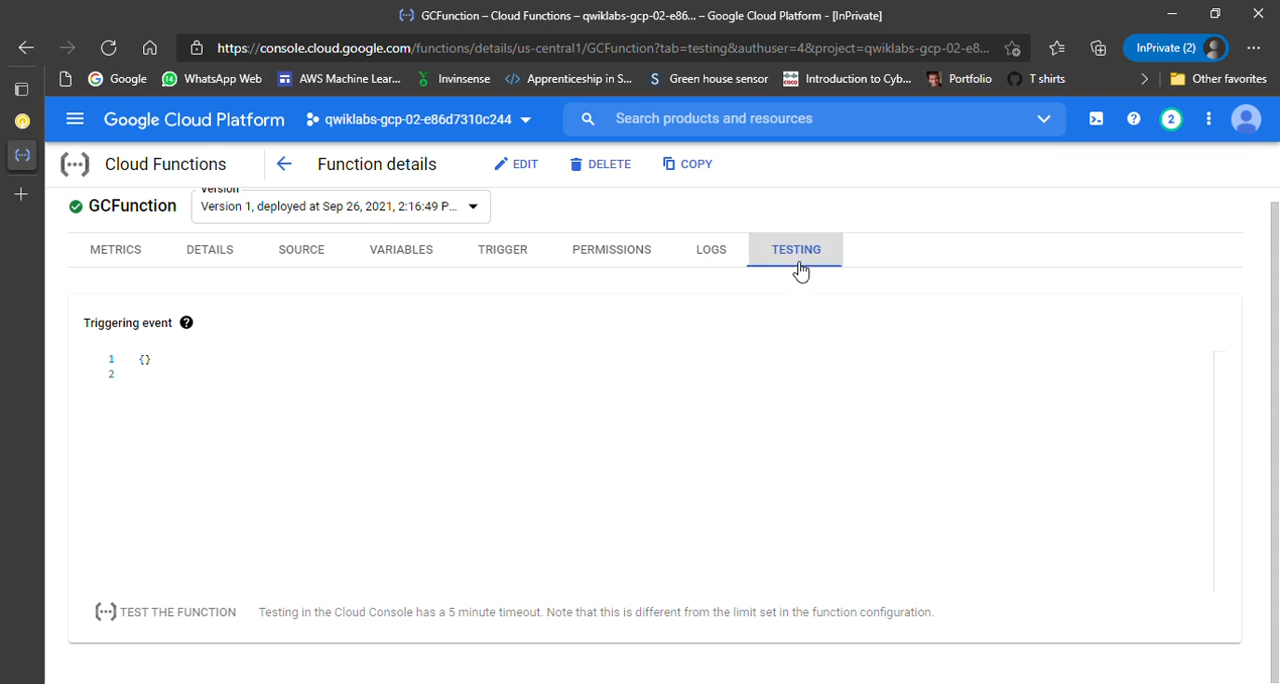 GCFunction – Cloud Functions – qwiklabs-gcp-02-e86... – Google Cloud Platform - [InPrivate]
https://console.cloud.google.com/functions/details/us-central1/GCFunction?tab=testing&authuser=4&project=qwiklabs-gcp-02-e8...
InPrivate (2)
Google
WhatsApp Web
AWS Machine Lear...
Invinsense
Apprenticeship in S...
Green house sensor
Introduction to Cyb...
Portfolio
T shirts
Other favorites
Google Cloud Platform
qwiklabs-gcp-02-e86d7310c244
Search products and resources
2
Cloud Functions
Function details
EDIT
DELETE
COPY
GCFunction
Version
Version 1, deployed at Sep 26, 2021, 2:16:49 P...
METRICS
DETAILS
SOURCE
VARIABLES
TRIGGER
PERMISSIONS
LOGS
TESTING
Triggering event
1 {}
2
TEST THE FUNCTION
Testing in the Cloud Console has a 5 minute timeout. Note that this is different from the limit set in the function configuration.